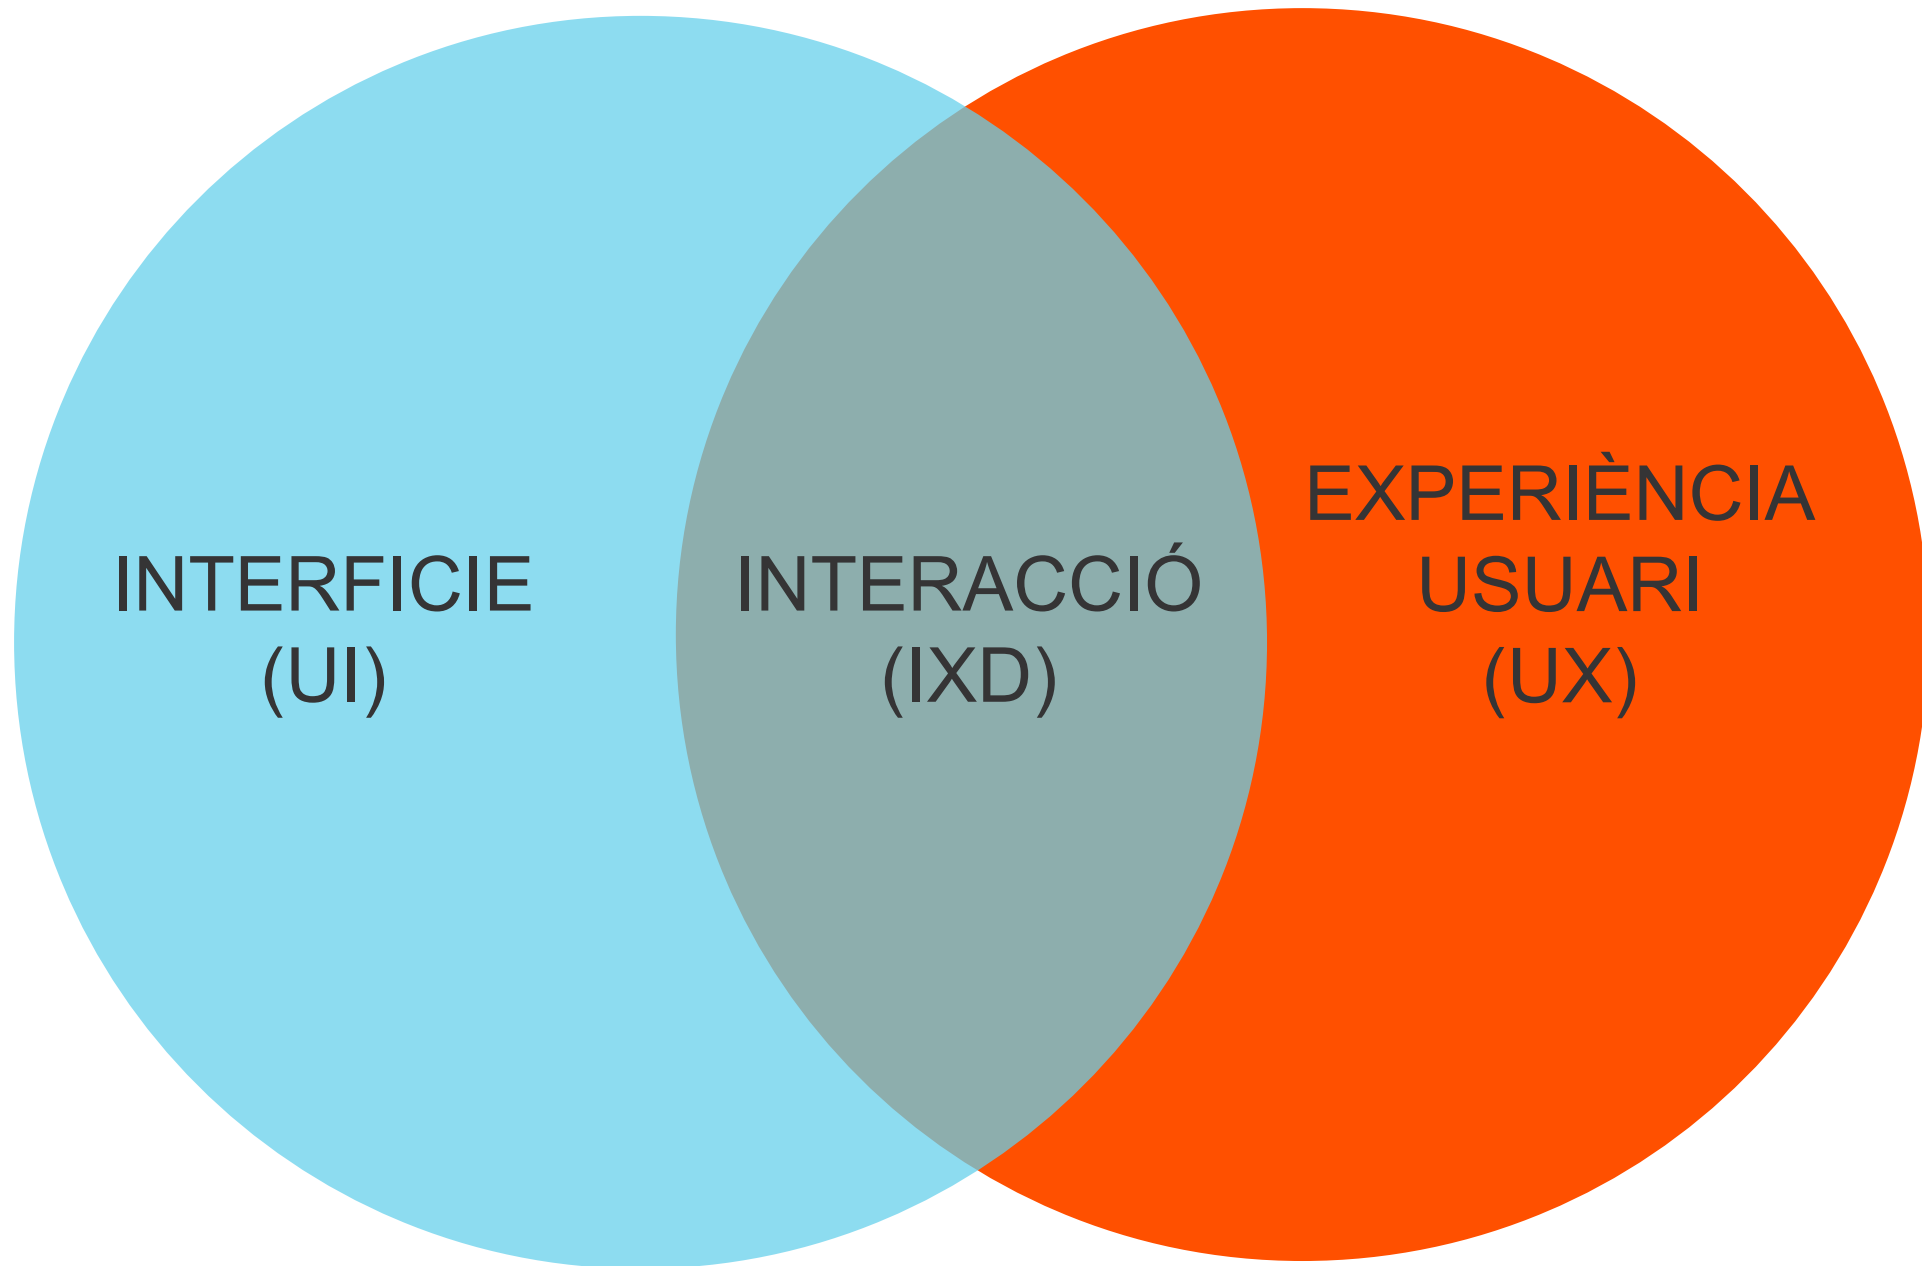 INTERFICIE
(UI)
INTERACCIÓ
(IXD)
EXPERIÈNCIA
USUARI
(UX)